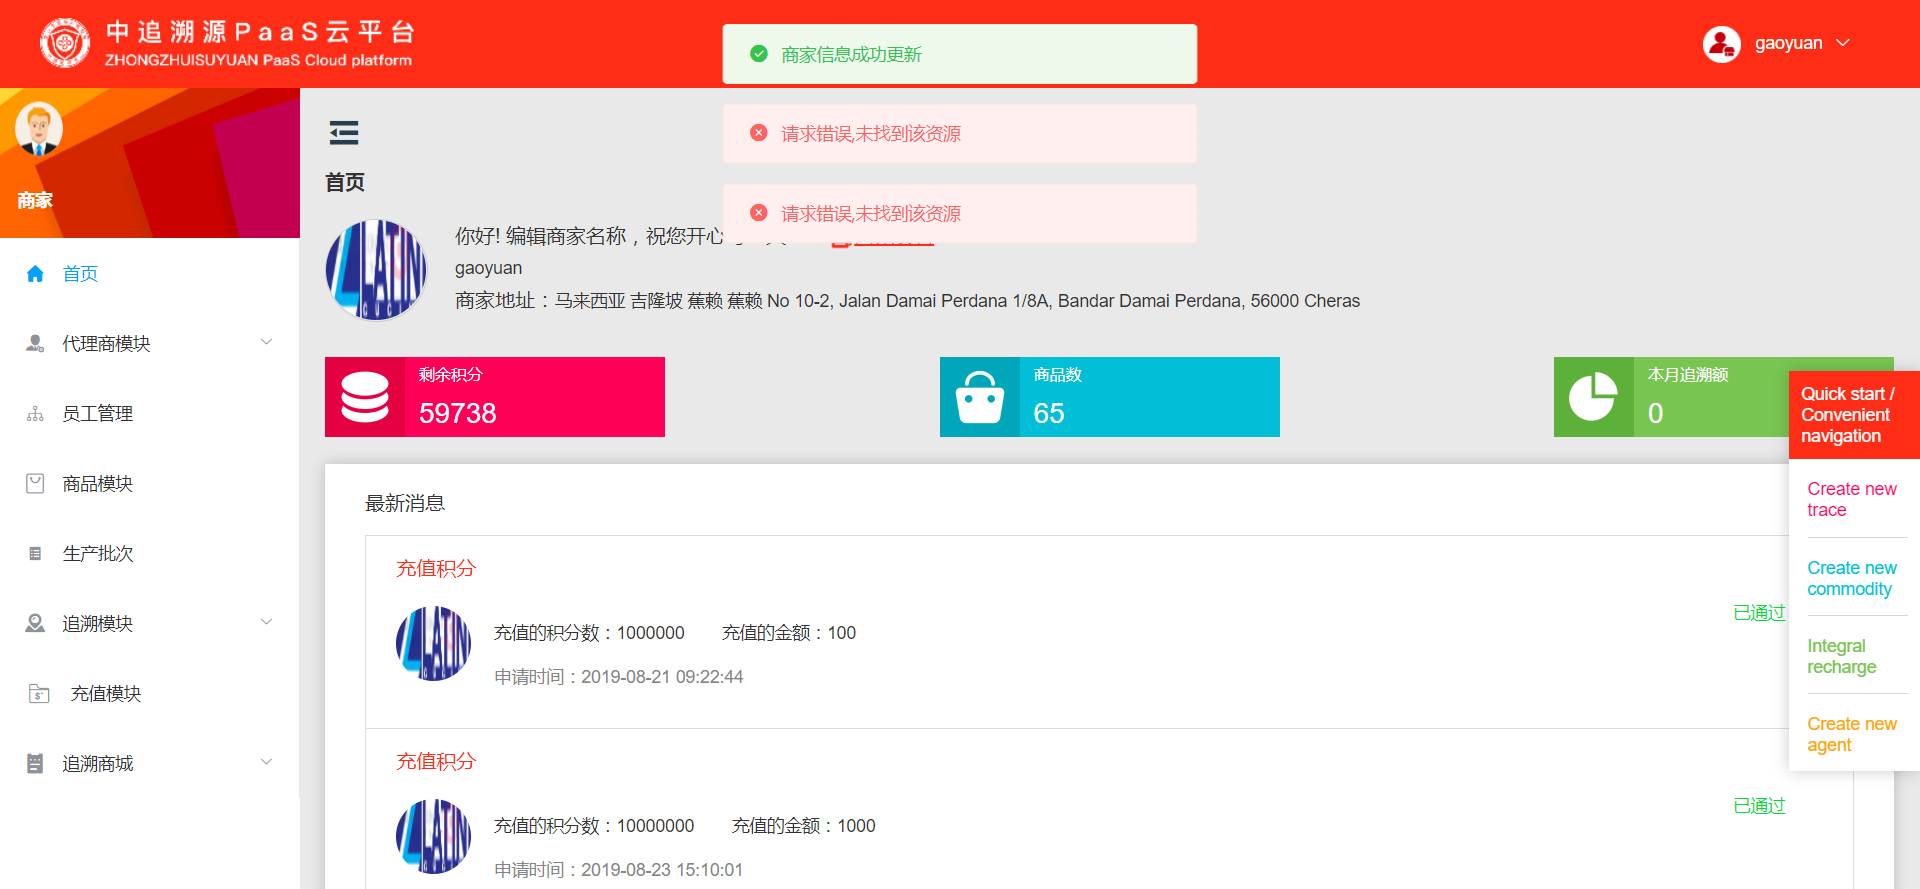 中追溯源PaaS云平台
ZHONGZHUISUYUAN PaaS Cloud platform
商家信息成功更新
gaoyuan
请求错误,未找到该资源
请求错误,未找到该资源
商家
首页
代理商模块
员工管理
商品模块
生产批次
追溯模块
充值模块
追溯商城
首页
你好! 编辑商家名称，祝您开心
gaoyuan
商家地址：马来西亚 吉隆坡 蕉赖 蕉赖 No 10-2, Jalan Damai Perdana 1/8A, Bandar Damai Perdana, 56000 Cheras
剩余积分
59738
商品数
65
本月追溯额
0
Quick start /
Convenient
navigation
Create new
trace
Create new
commodity
Integral
recharge
Create new
agent
最新消息
充值积分
充值的积分数：1000000 充值的金额：100
申请时间：2019-08-21 09:22:44
已通过
充值积分
充值的积分数：10000000 充值的金额：1000
申请时间：2019-08-23 15:10:01
已通过